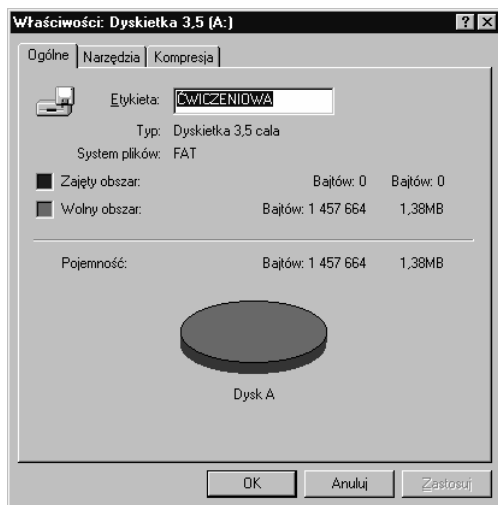 Właściwości: Dyskietka 3,5 (A:)
Ogólne Narzędzia Kompresja
Etykieta: ĆWICZENIOWA
Typ: Dyskietka 3,5 cala
System plików: FAT
Zajęty obszar: Bajtów: 0 Bajtów: 0
Wolny obszar: Bajtów: 1 457 664 1,38MB
Pojemność: Bajtów: 1 457 664 1,38MB
Dysk A
OK Anuluj Zastosuj